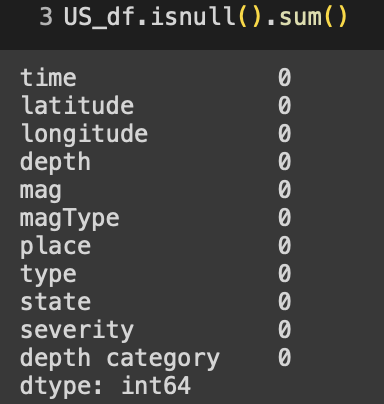 3 US_df.isnull().sum()
time 0
latitude 0
longitude 0
depth 0
mag 0
magType 0
place 0
type 0
state 0
severity 0
depth category 0
dtype: int64